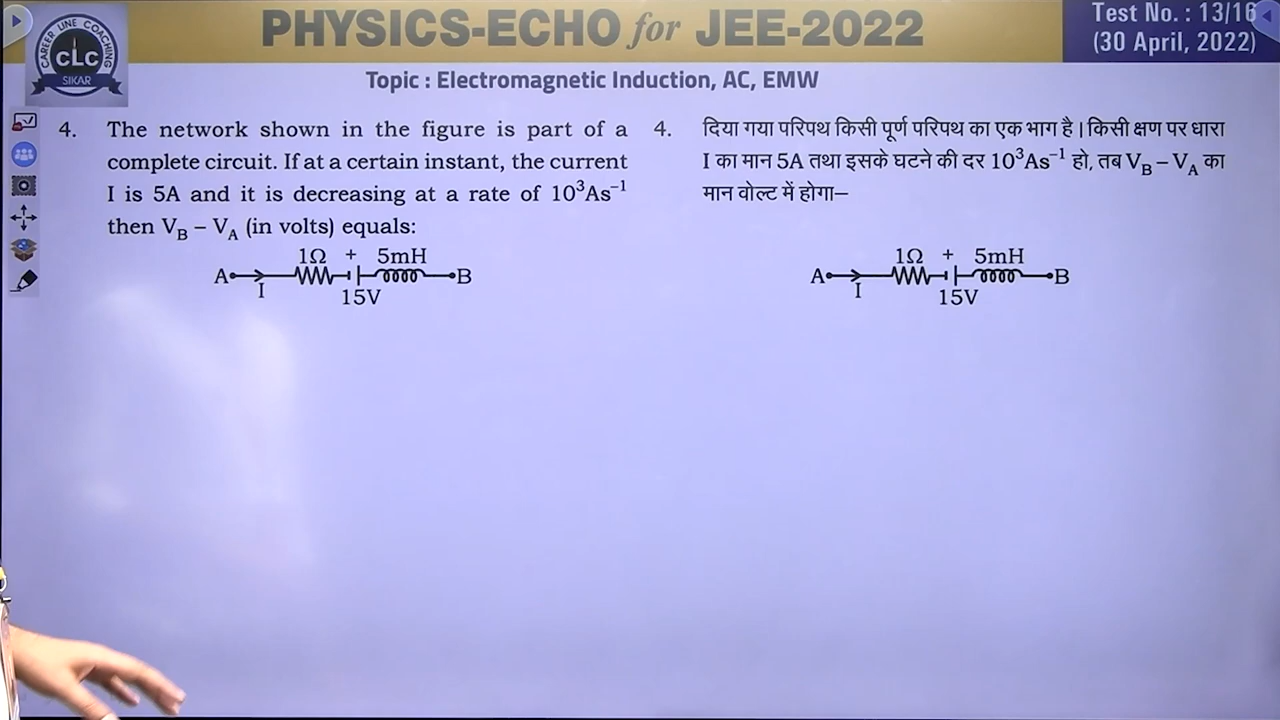 PHYSICS-ECHO for JEE-2022
Test No. : 13/16
(30 April, 2022)
CAREER LINE COACHING
CLC
SIKAR
Topic : Electromagnetic Induction, AC, EMW
4. The network shown in the figure is part of a
complete circuit. If at a certain instant, the current
I is 5A and it is decreasing at a rate of 10³As⁻¹
then V_B – V_A (in volts) equals:
1Ω + 5mH
A B
I 15V
4. दिया गया परिपथ किसी पूर्ण परिपथ का एक भाग है। किसी क्षण पर धारा
I का मान 5A तथा इसके घटने की दर 10³As⁻¹ हो, तब V_B – V_A का
मान वोल्ट में होगा–
1Ω + 5mH
A B
I 15V